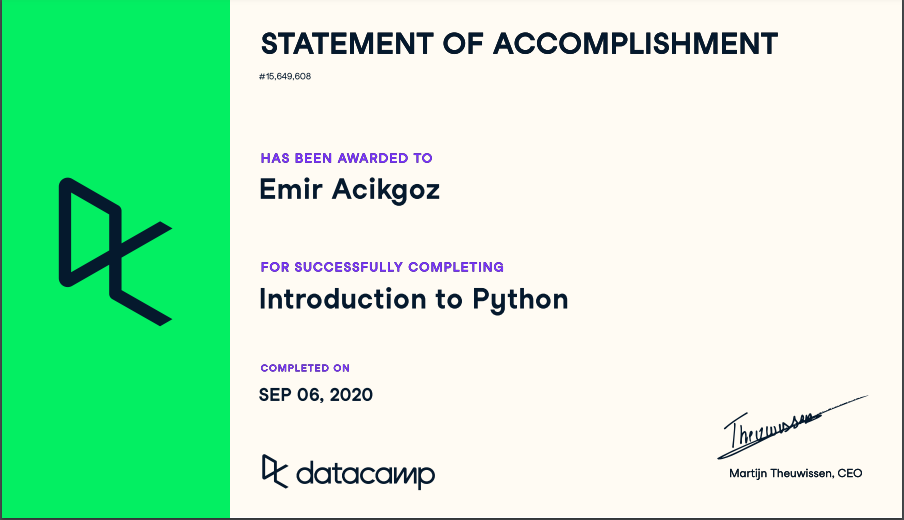 STATEMENT OF ACCOMPLISHMENT
#15,649,608
HAS BEEN AWARDED TO
Emir Acikgoz
FOR SUCCESSFULLY COMPLETING
Introduction to Python
COMPLETED ON
SEP 06, 2020
datacamp
Theuwissen
Martijn Theuwissen, CEO